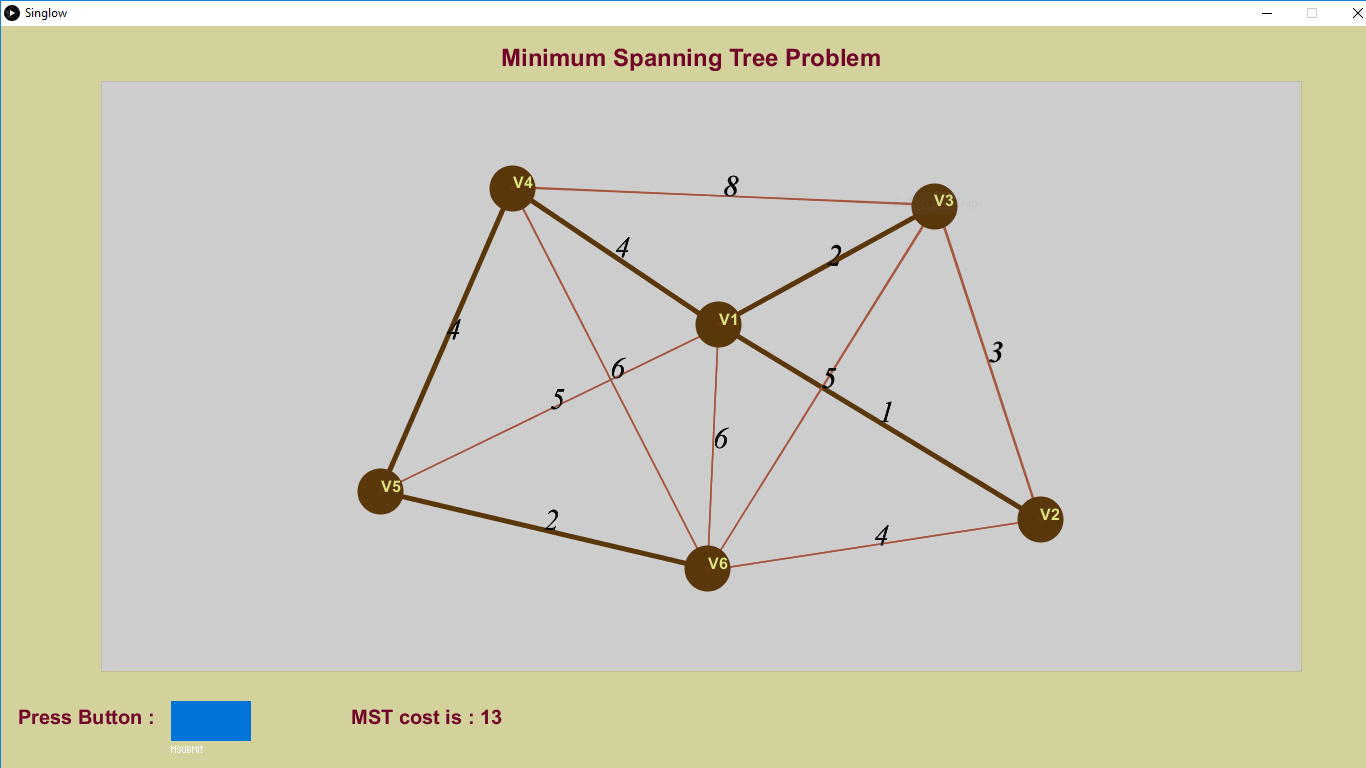 Singlow
Minimum Spanning Tree Problem
V4
8
V3
4
2
V1
4
6
5
3
5
1
6
V5
2
V2
4
V6
Press Button :
MST cost is : 13
MSUBMIT